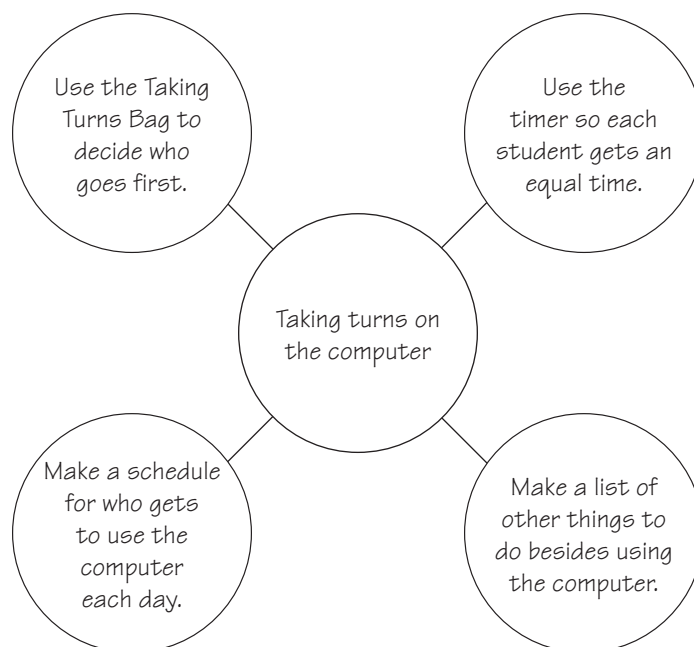 Use the Taking
Turns Bag to
decide who
goes first.
Use the
timer so each
student gets an
equal time.
Taking turns on
the computer
Make a schedule
for who gets
to use the
computer
each day.
Make a list of
other things to
do besides using
the computer.